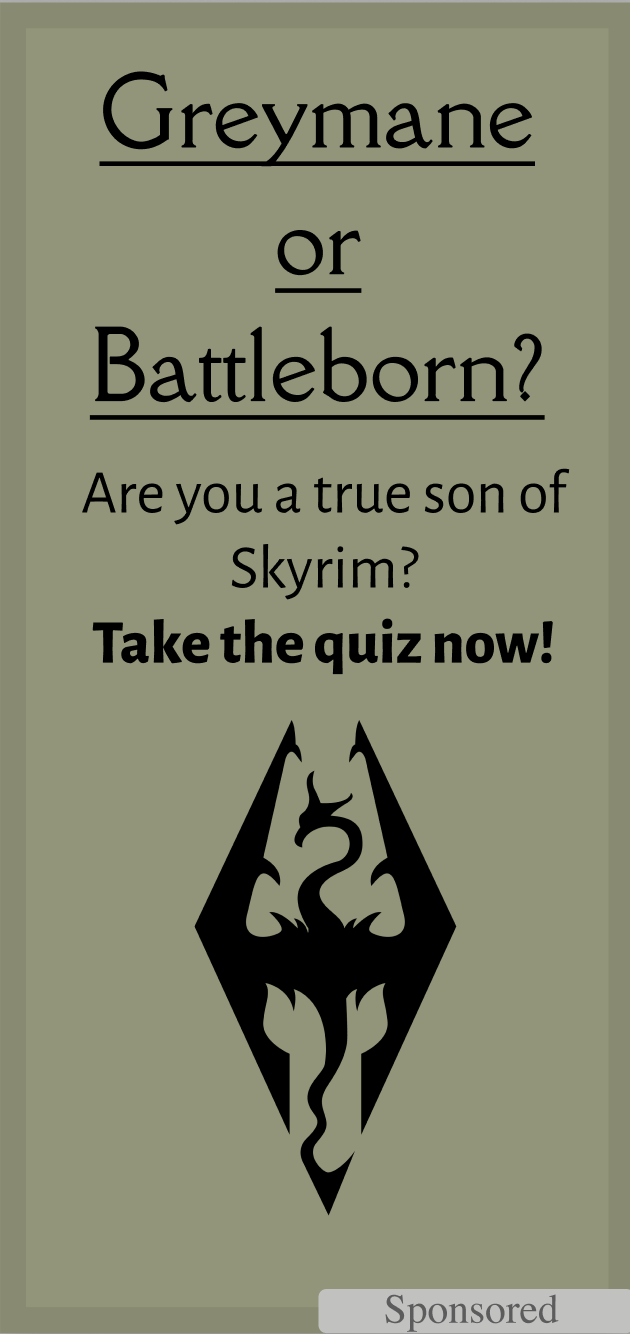 Greymane
or
Battleborn?
Are you a true son of
Skyrim?
Take the quiz now!
Sponsored